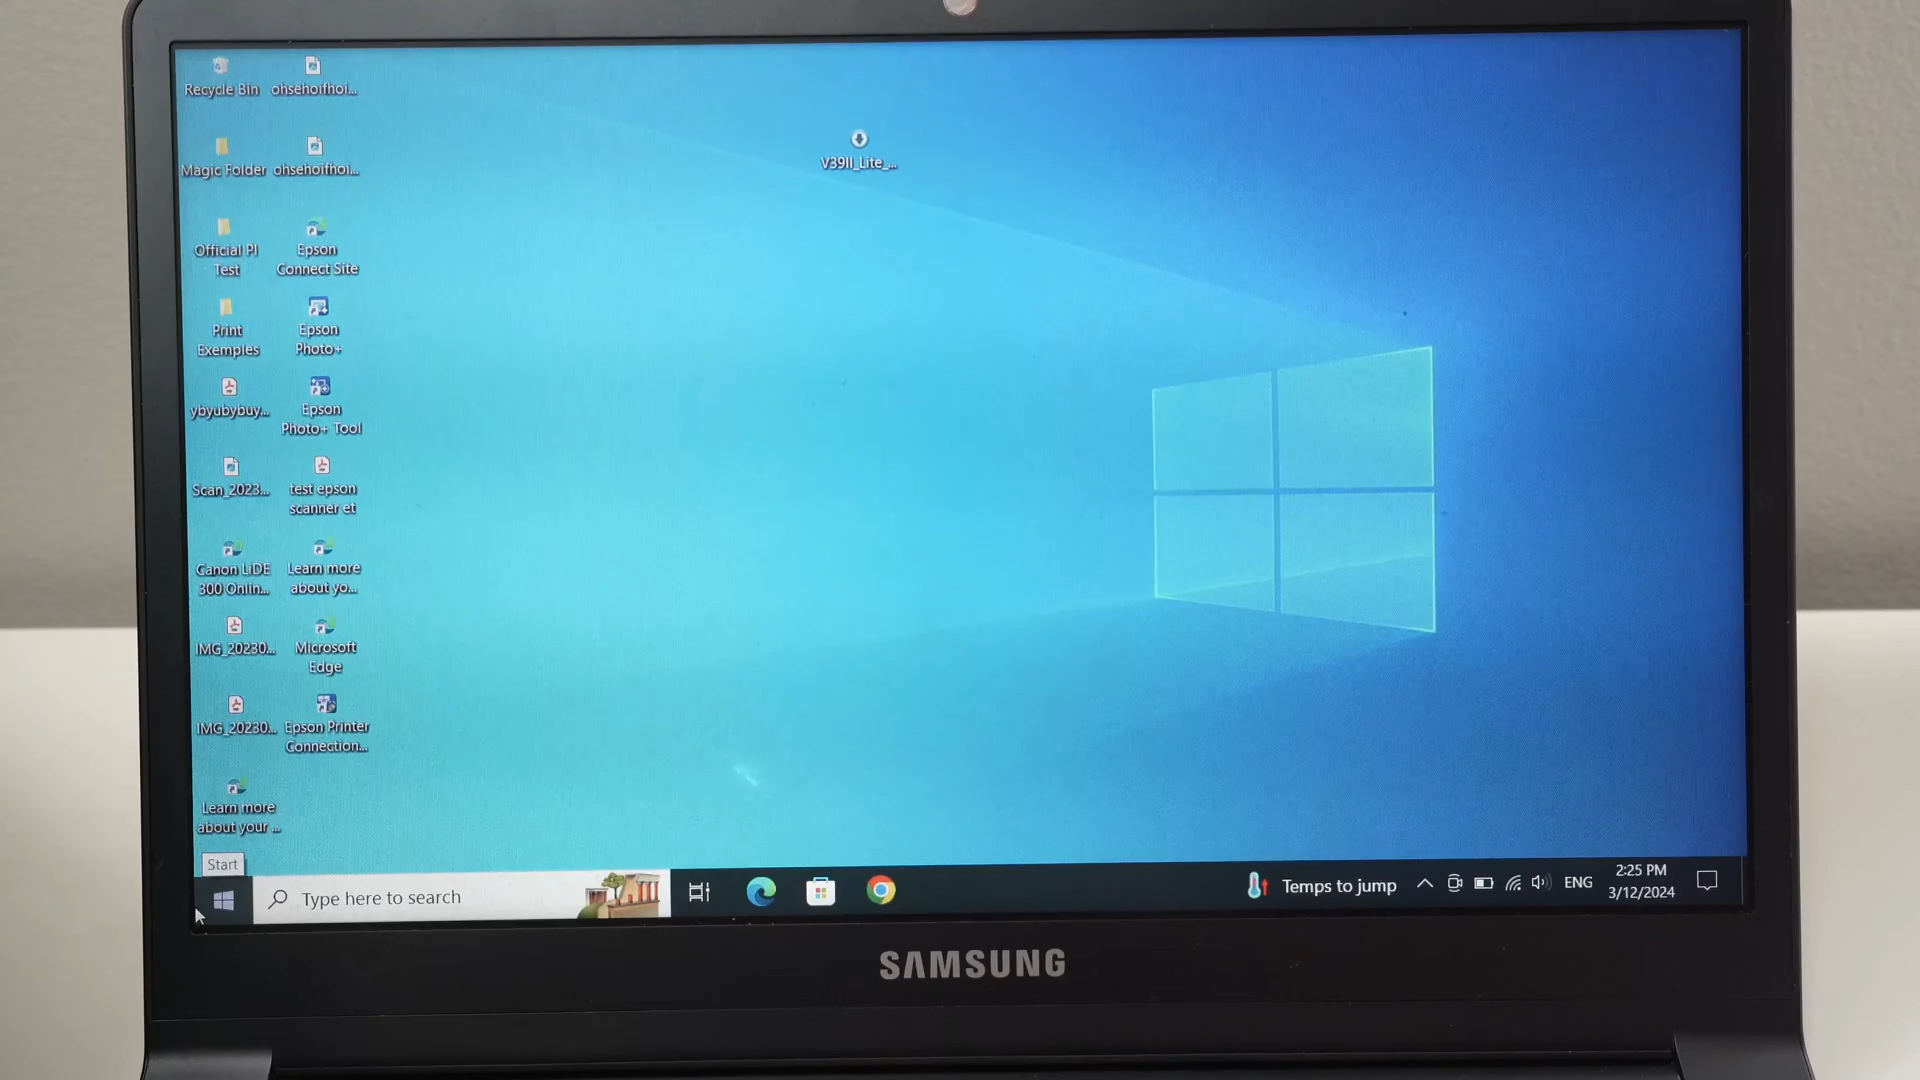 Recycle Bin
ohsehoifhoi...
V39II_Lite_...
Magic Folder
ohsehoifhoi...
Official PI
Test
Epson
Connect Site
Print
Exemples
Epson
Photo+
ybyubybuy...
Epson
Photo+ Tool
Scan_2023...
test epson
scanner et
Canon LiDE
300 Onlin...
Learn more
about yo...
IMG_20230...
Microsoft
Edge
IMG_20230...
Epson Printer
Connection...
Learn more
about your ...
Start
Type here to search
Temps to jump
ENG
2:25 PM
3/12/2024
SAMSUNG